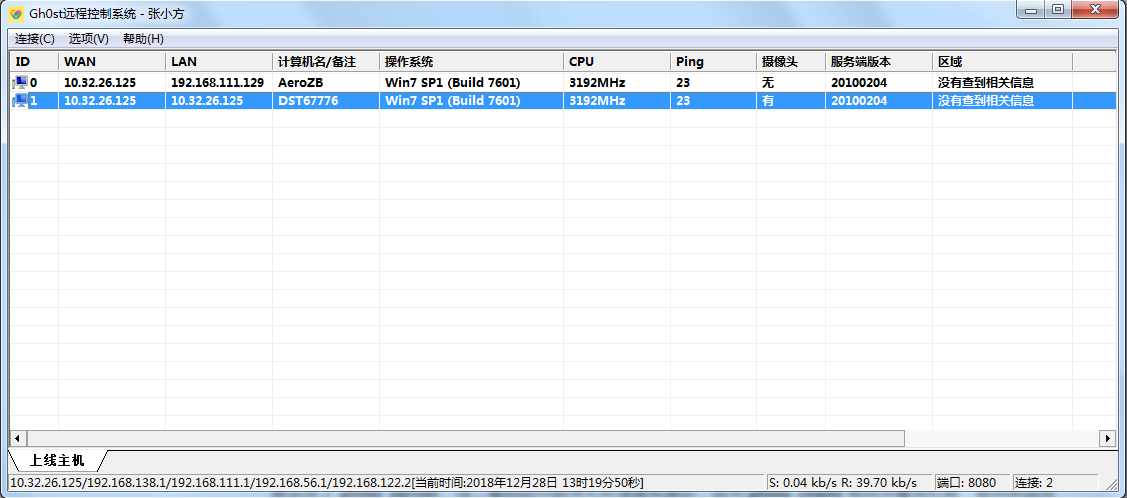 Gh0st远程控制系统 - 张小方
连接(C) 选项(V) 帮助(H)
ID WAN LAN 计算机名/备注 操作系统 CPU Ping 摄像头 服务端版本 区域
0 10.32.26.125 192.168.111.129 AeroZB Win7 SP1 (Build 7601) 3192MHz 23 无 20100204 没有查到相关信息
1 10.32.26.125 10.32.26.125 DST67776 Win7 SP1 (Build 7601) 3192MHz 23 有 20100204 没有查到相关信息
上线主机
10.32.26.125/192.168.138.1/192.168.111.1/192.168.56.1/192.168.122.2[当前时间:2018年12月28日 13时19分50秒] S: 0.04 kb/s R: 39.70 kb/s 端口: 8080 连接: 2